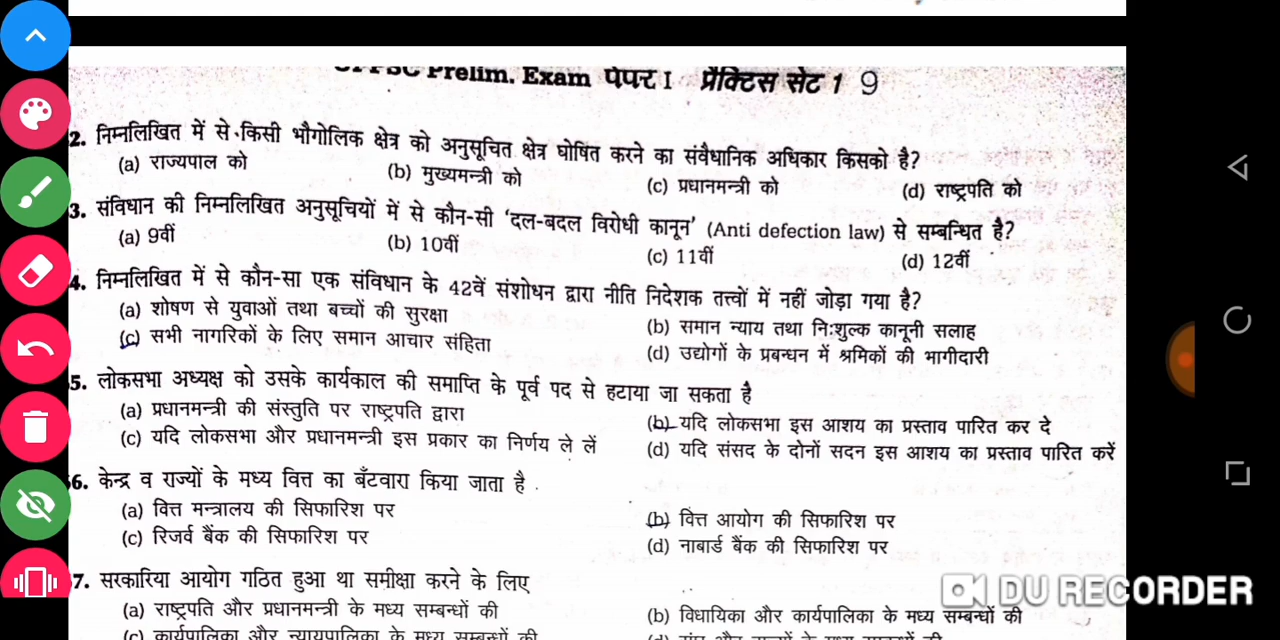 Prelim. Exam पेपर I प्रैक्टिस सेट 1 9
2. निम्नलिखित में से किसी भौगोलिक क्षेत्र को अनुसूचित क्षेत्र घोषित करने का संवैधानिक अधिकार किसको है?
(a) राज्यपाल को (b) मुख्यमन्त्री को (c) प्रधानमन्त्री को (d) राष्ट्रपति को
3. संविधान की निम्नलिखित अनुसूचियों में से कौन-सी ‘दल-बदल विरोधी कानून’ (Anti defection law) से सम्बन्धित है?
(a) 9वीं (b) 10वीं (c) 11वीं (d) 12वीं
4. निम्नलिखित में से कौन-सा एक संविधान के 42वें संशोधन द्वारा नीति निदेशक तत्त्वों में नहीं जोड़ा गया है?
(a) शोषण से युवाओं तथा बच्चों की सुरक्षा (b) समान न्याय तथा नि:शुल्क कानूनी सलाह
(c) सभी नागरिकों के लिए समान आचार संहिता (d) उद्योगों के प्रबन्धन में श्रमिकों की भागीदारी
5. लोकसभा अध्यक्ष को उसके कार्यकाल की समाप्ति के पूर्व पद से हटाया जा सकता है
(a) प्रधानमन्त्री की संस्तुति पर राष्ट्रपति द्वारा (b) यदि लोकसभा इस आशय का प्रस्ताव पारित कर दे
(c) यदि लोकसभा और प्रधानमन्त्री इस प्रकार का निर्णय ले लें (d) यदि संसद के दोनों सदन इस आशय का प्रस्ताव पारित करें
6. केन्द्र व राज्यों के मध्य वित्त का बँटवारा किया जाता है
(a) वित्त मन्त्रालय की सिफारिश पर (b) वित्त आयोग की सिफारिश पर
(c) रिजर्व बैंक की सिफारिश पर (d) नाबार्ड बैंक की सिफारिश पर
7. सरकारिया आयोग गठित हुआ था समीक्षा करने के लिए
(a) राष्ट्रपति और प्रधानमन्त्री के मध्य सम्बन्धों की (b) विधायिका और कार्यपालिका के मध्य सम्बन्धों की
(c) कार्यपालिका और न्यायपालिका के मध्य सम्बन्धों की
DU RECORDER